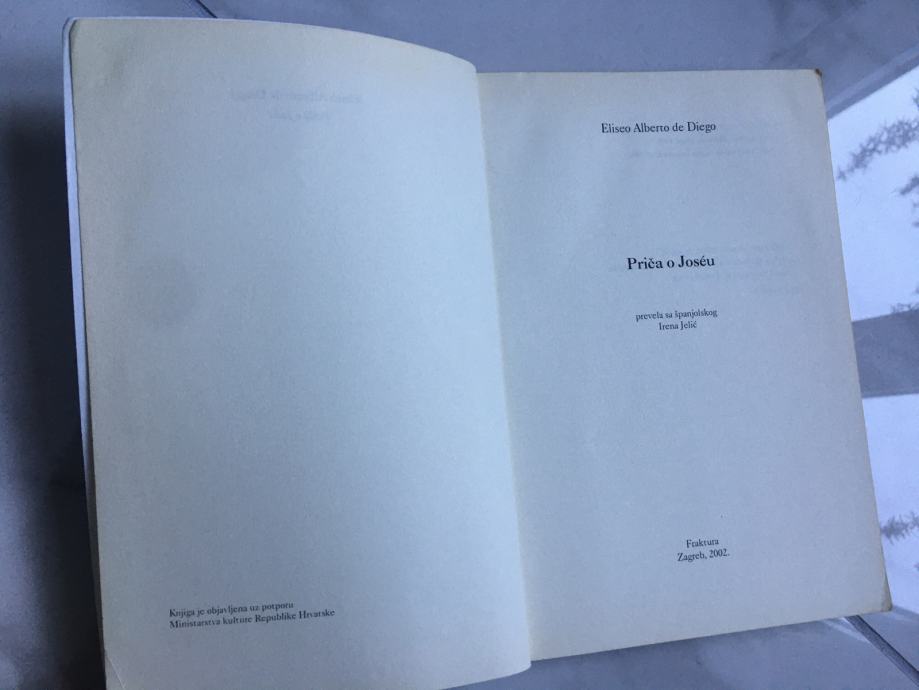 Knjiga je objavljena uz potporu
Ministarstva kulture Republike Hrvatske
Eliseo Alberto de Diego
Priča o Joséu
prevela sa španjolskog
Irena Jelić
Fraktura
Zagreb, 2002.